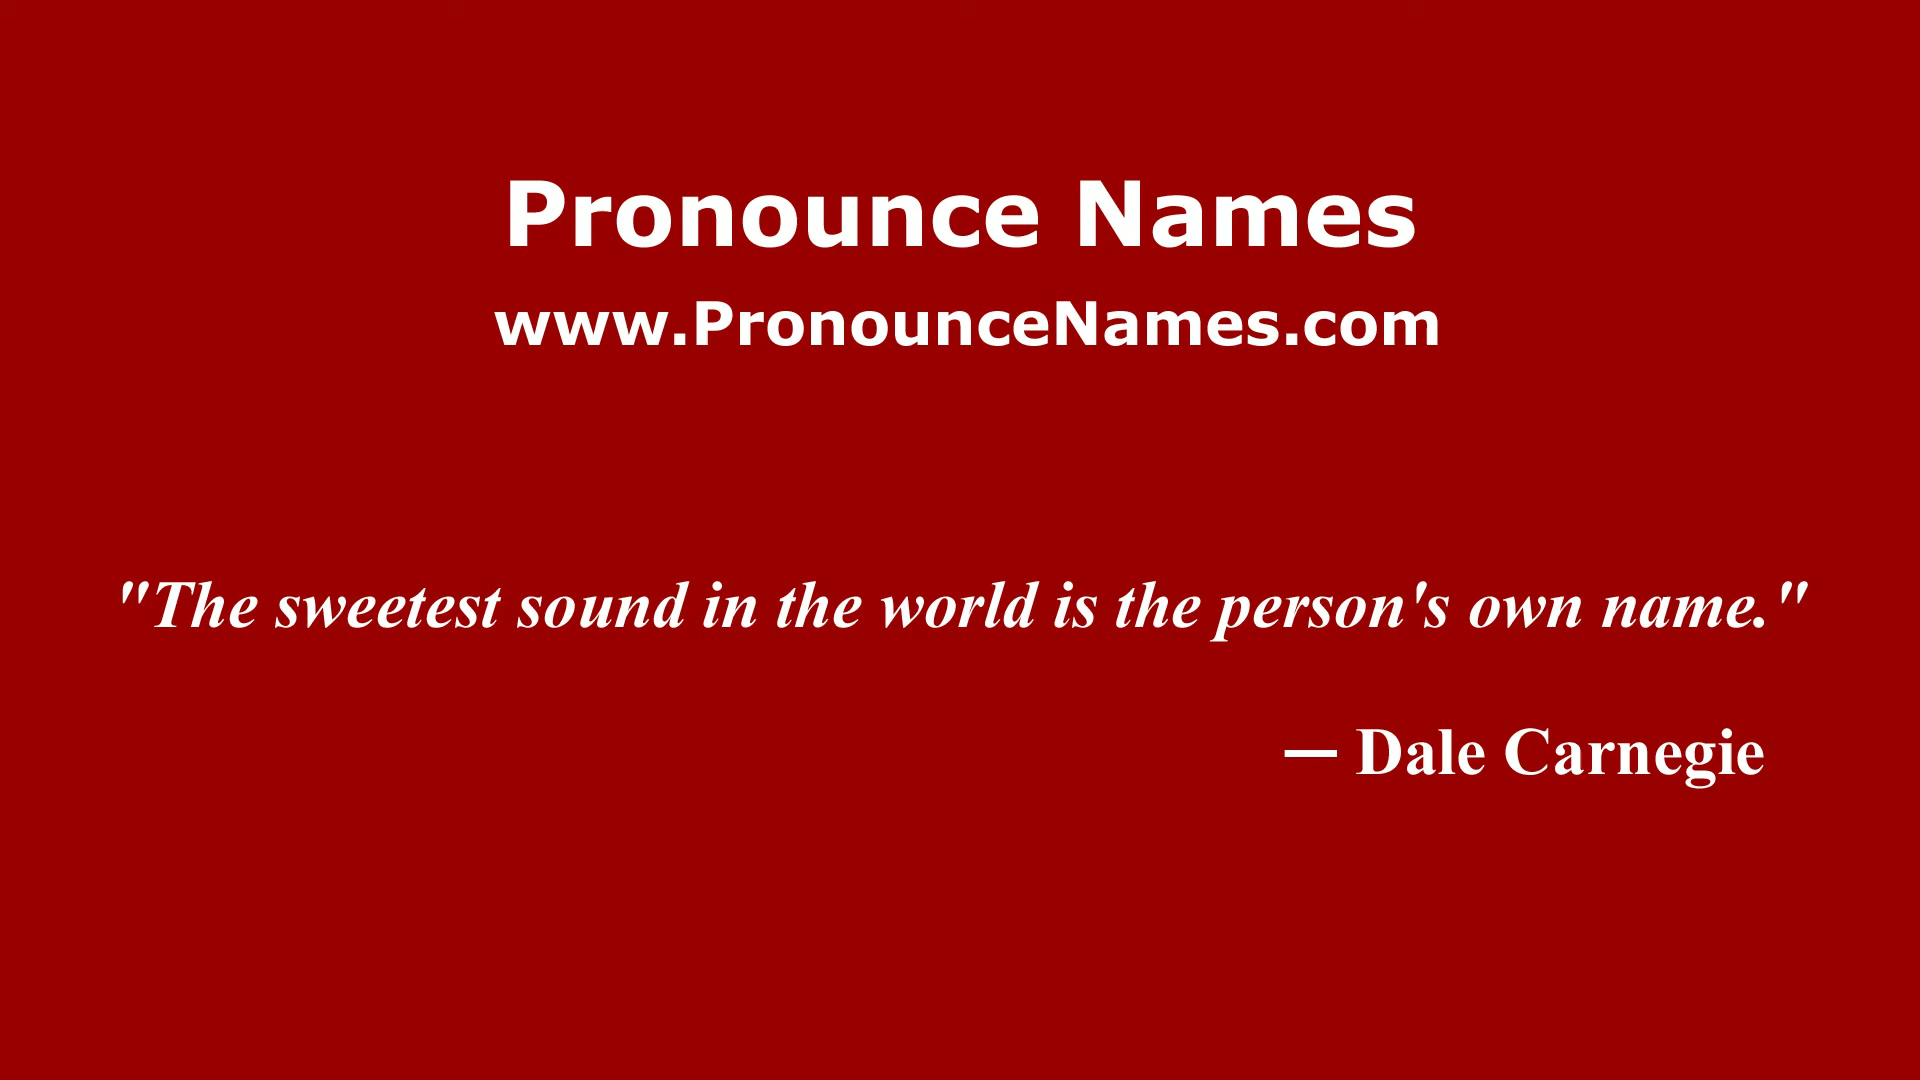 Pronounce Names
www.PronounceNames.com
"The sweetest sound in the world is the person's own name."
— Dale Carnegie